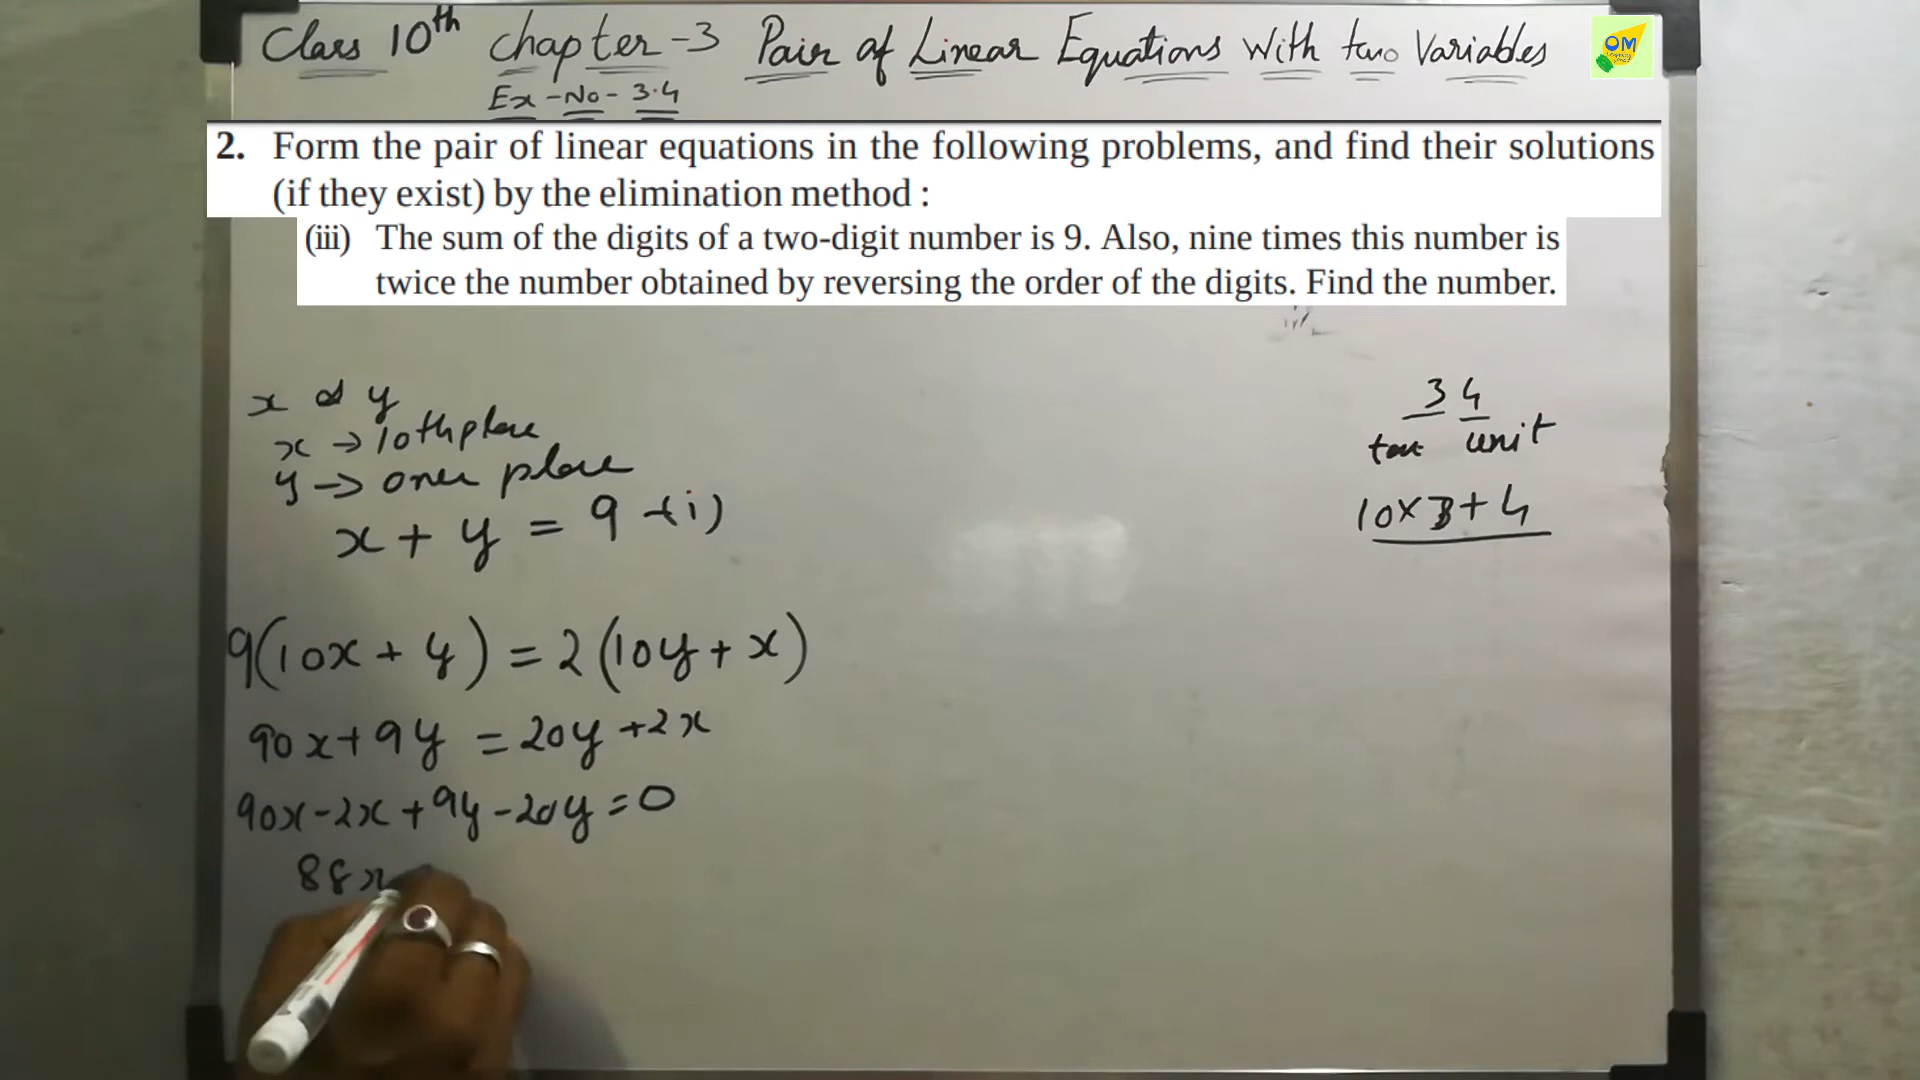 Class 10th Chapter-3 Pair of Linear Equations With two Variables
Ex-No-3.4
OM
2. Form the pair of linear equations in the following problems, and find their solutions
(if they exist) by the elimination method :
(iii) The sum of the digits of a two-digit number is 9. Also, nine times this number is
twice the number obtained by reversing the order of the digits. Find the number.
x & y
x → 10th place
y → ones place
x + y = 9 -(i)
9(10x + y) = 2(10y + x)
90x + 9y = 20y + 2x
90x - 2x + 9y - 20y = 0
88x
34
ten unit
10×3+4